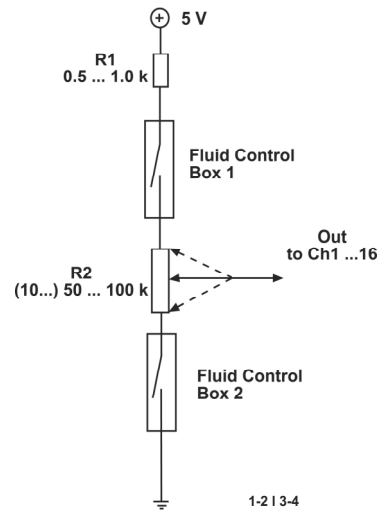 5 V
R1
0.5 ... 1.0 k
Fluid Control
Box 1
Out
to Ch1 ...16
R2
(10...) 50 ... 100 k
Fluid Control
Box 2
1-2 I 3-4